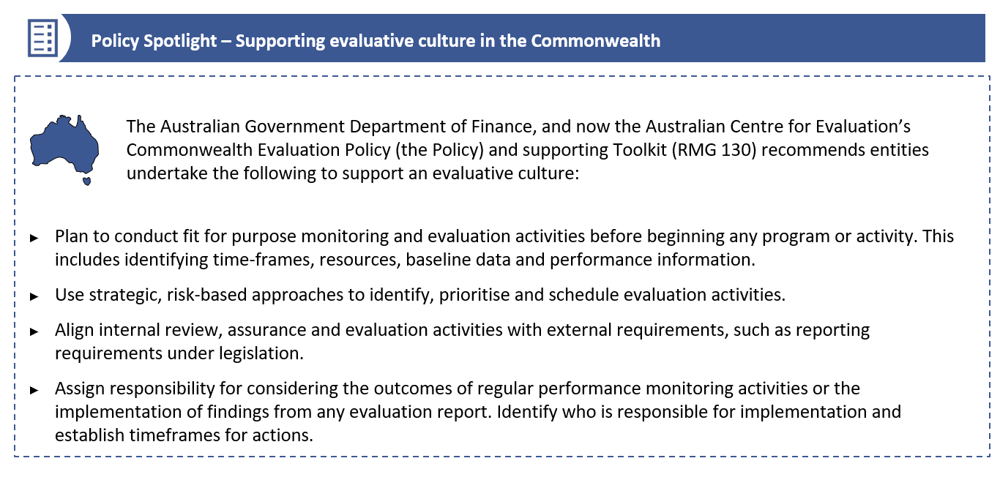 Policy Spotlight – Supporting evaluative culture in the Commonwealth
The Australian Government Department of Finance, and now the Australian Centre for Evaluation’s
Commonwealth Evaluation Policy (the Policy) and supporting Toolkit (RMG 130) recommends entities
undertake the following to support an evaluative culture:
► Plan to conduct fit for purpose monitoring and evaluation activities before beginning any program or activity. This
includes identifying time-frames, resources, baseline data and performance information.
► Use strategic, risk-based approaches to identify, prioritise and schedule evaluation activities.
► Align internal review, assurance and evaluation activities with external requirements, such as reporting
requirements under legislation.
► Assign responsibility for considering the outcomes of regular performance monitoring activities or the
implementation of findings from any evaluation report. Identify who is responsible for implementation and
establish timeframes for actions.